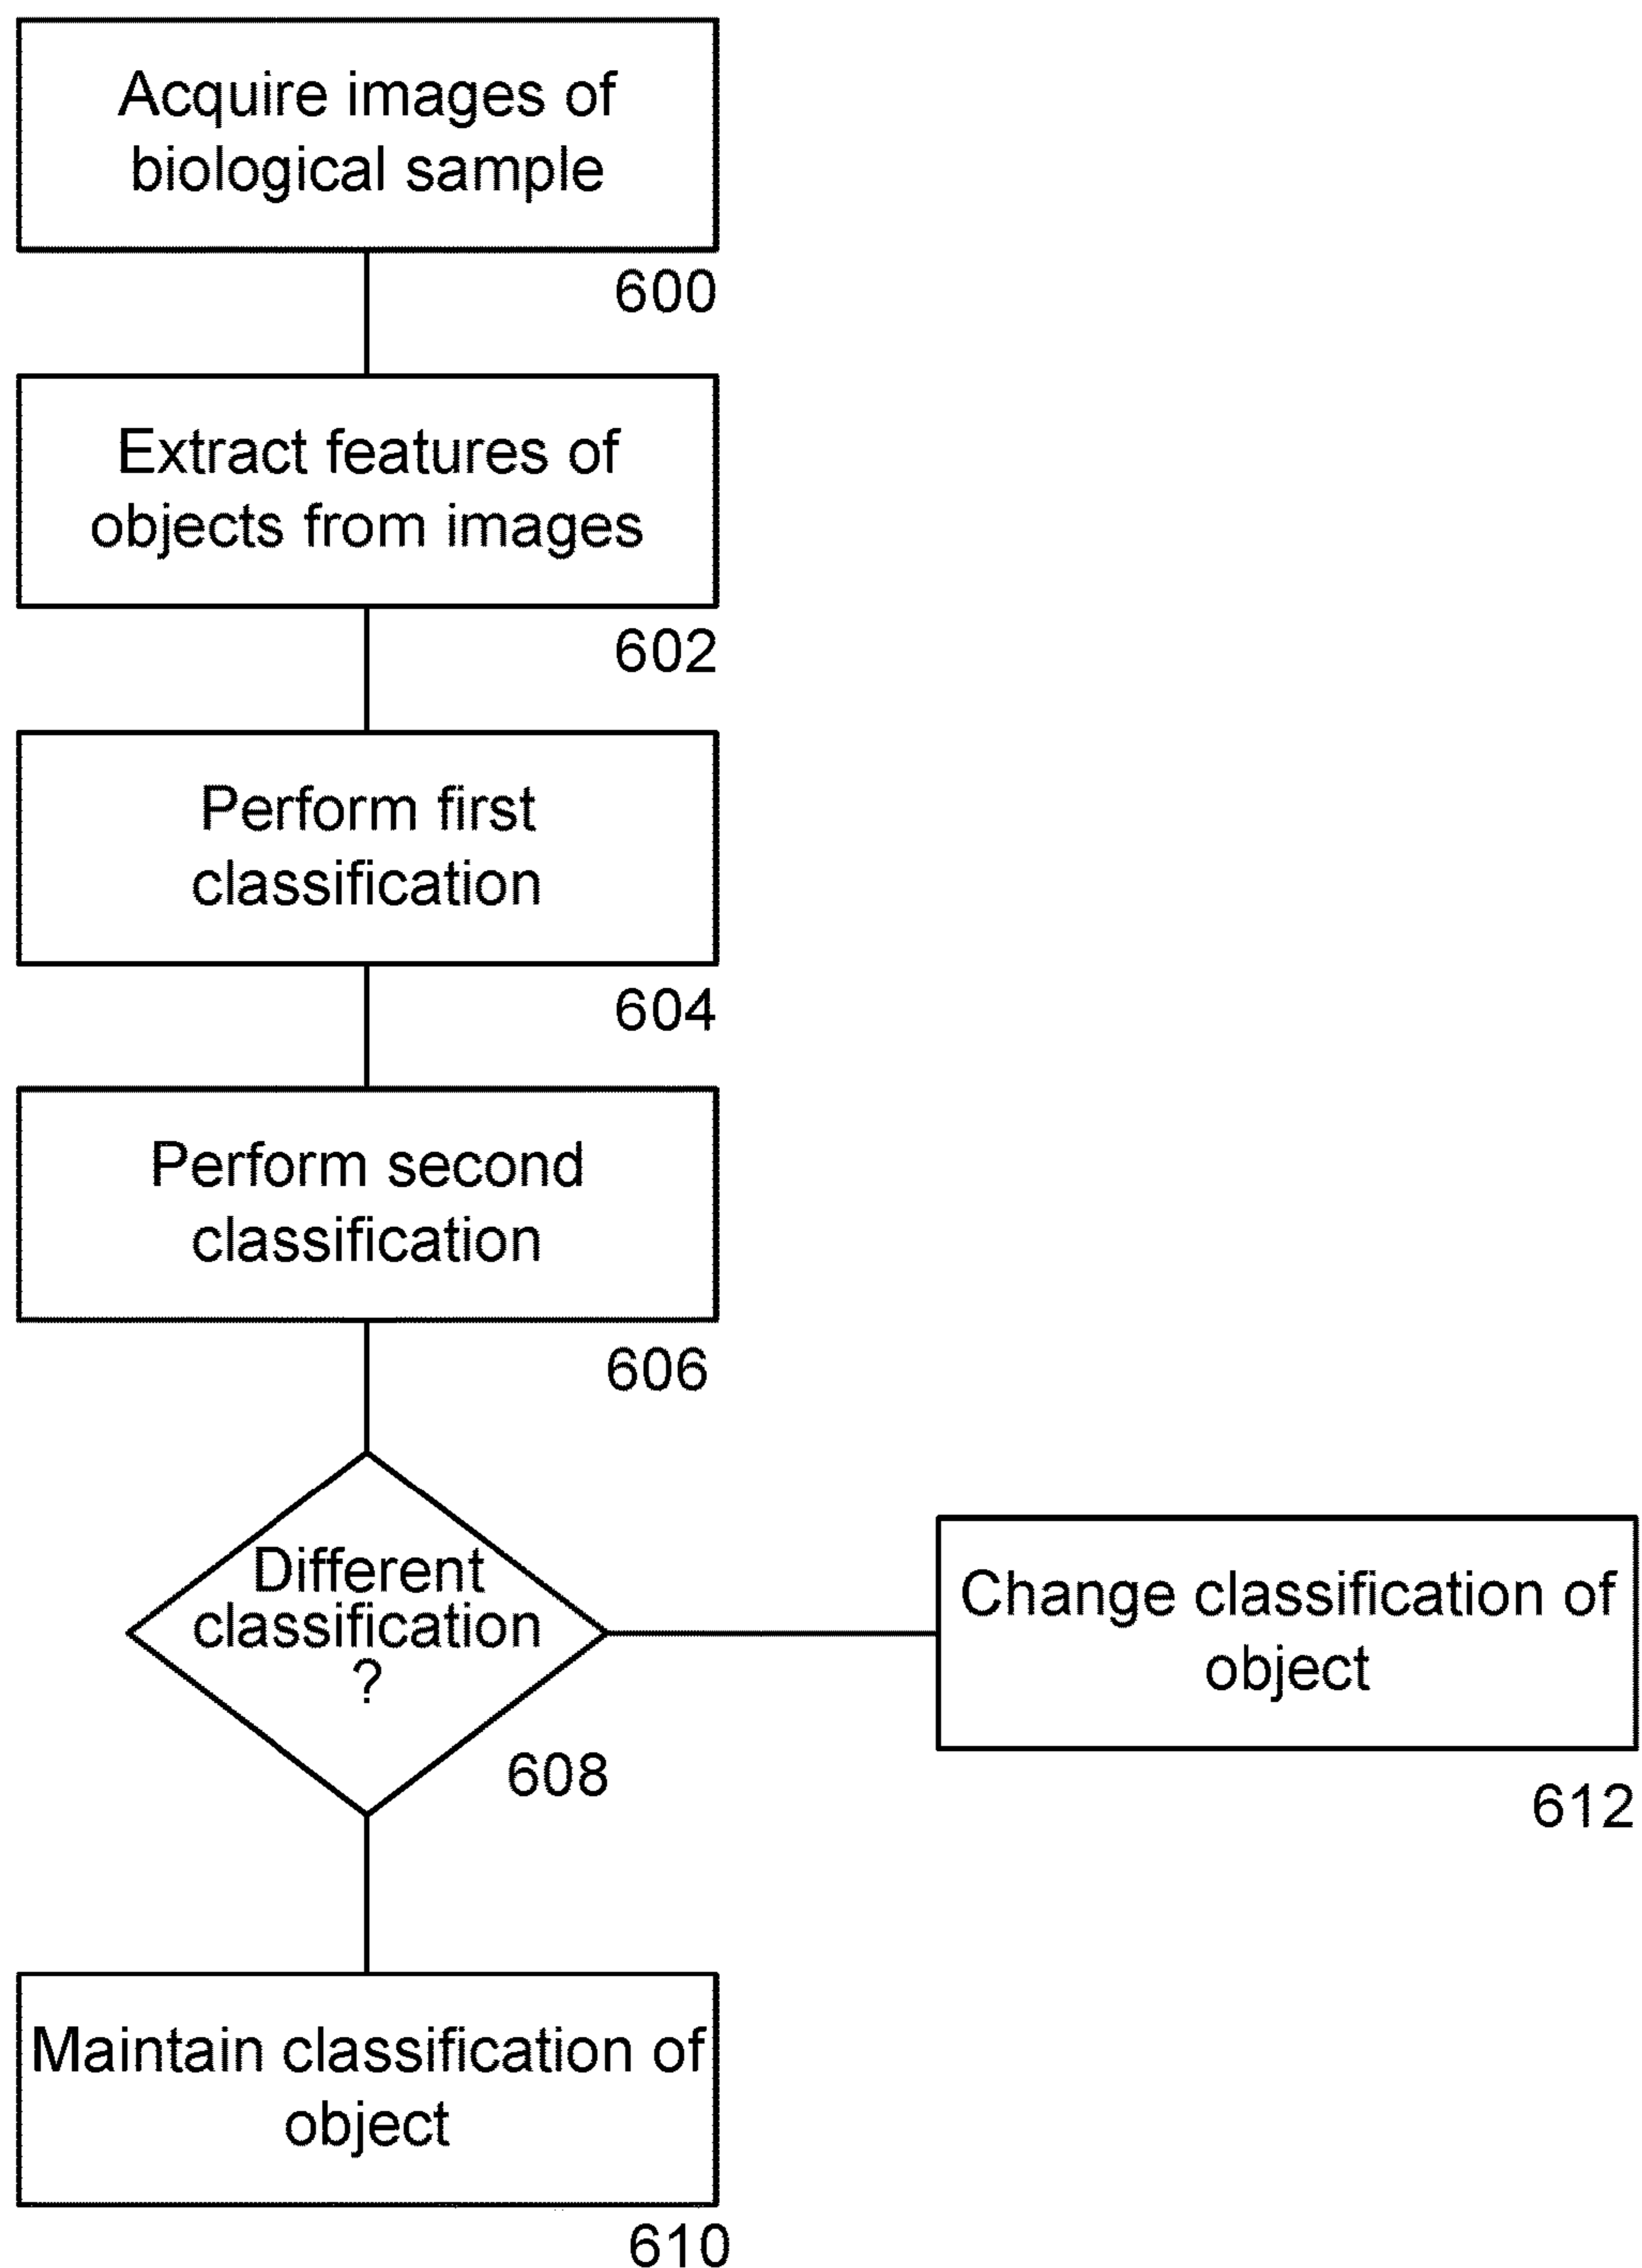 Acquire images of
biological sample
600
Extract features of
objects from images
602
Perform first
classification
604
Perform second
classification
606
Different
classification
?
608
Change classification of
object
612
Maintain classification of
object
610